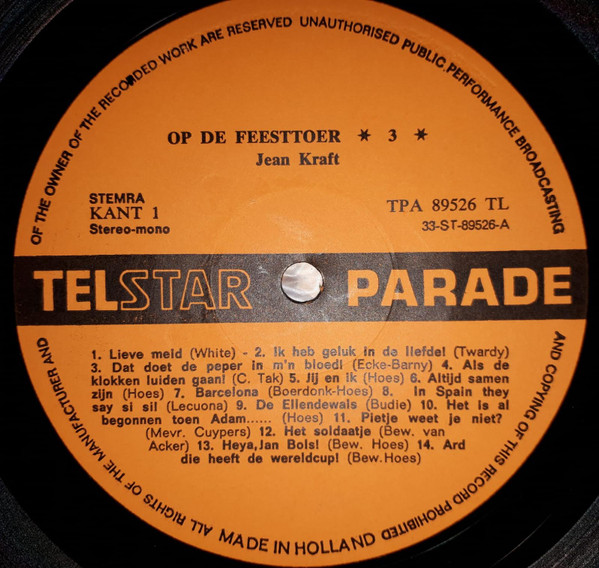 OF THE OWNER OF THE RECORDED WORK ARE RESERVED UNAUTHORISED PUBLIC PERFORMANCE BROADCASTING
OP DE FEESTTOER * 3 *
Jean Kraft
STEMRA
KANT 1
Stereo-mono
TPA 89526 TL
33-ST-89526-A
TELSTAR PARADE
1. Lieve meid (White) - 2. Ik heb geluk in de liefde! (Twardy)
3. Dat doet de peper in m'n bloed! (Ecke-Barny) 4. Als de
klokken luiden gaan! (C. Tak) 5. Jij en ik (Hoes) 6. Altijd samen
zijn (Hoes) 7. Barcelona (Boerdonk-Hoes) 8. In Spain they
say si si! (Lecuona) 9. De Ellendewals (Budie) 10. Het is al
begonnen toen Adam...... (Hoes) 11. Pietje weet je niet?
(Mevr. Cuypers) 12. Het soldaatje (Bew. van
Acker) 13. Heya,Jan Bols! (Bew. Hoes) 14. Ard
die heeft de wereldcup! (Bew.Hoes)
AND COPYING OF THIS RECORD PROHIBITED
ALL RIGHTS OF THE MANUFACTURER AND
MADE IN HOLLAND